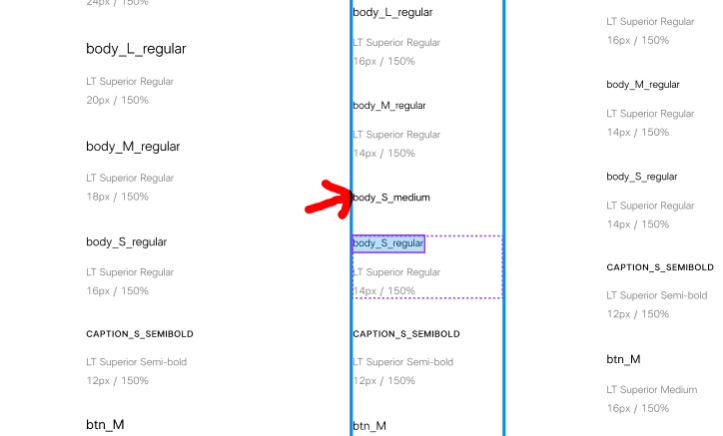 24px / 150%
body_L_regular
LT Superior Regular
20px / 150%
body_M_regular
LT Superior Regular
18px / 150%
body_S_regular
LT Superior Regular
16px / 150%
CAPTION_S_SEMIBOLD
LT Superior Semi-bold
12px / 150%
btn_M
body_L_regular
LT Superior Regular
16px / 150%
body_M_regular
LT Superior Regular
14px / 150%
body_S_medium
body_S_regular
LT Superior Regular
14px / 150%
CAPTION_S_SEMIBOLD
LT Superior Semi-bold
12px / 150%
btn_M
LT Superior Regular
16px / 150%
body_M_regular
LT Superior Regular
14px / 150%
body_S_regular
LT Superior Regular
14px / 150%
CAPTION_S_SEMIBOLD
LT Superior Semi-bold
12px / 150%
btn_M
LT Superior Medium
16px / 150%